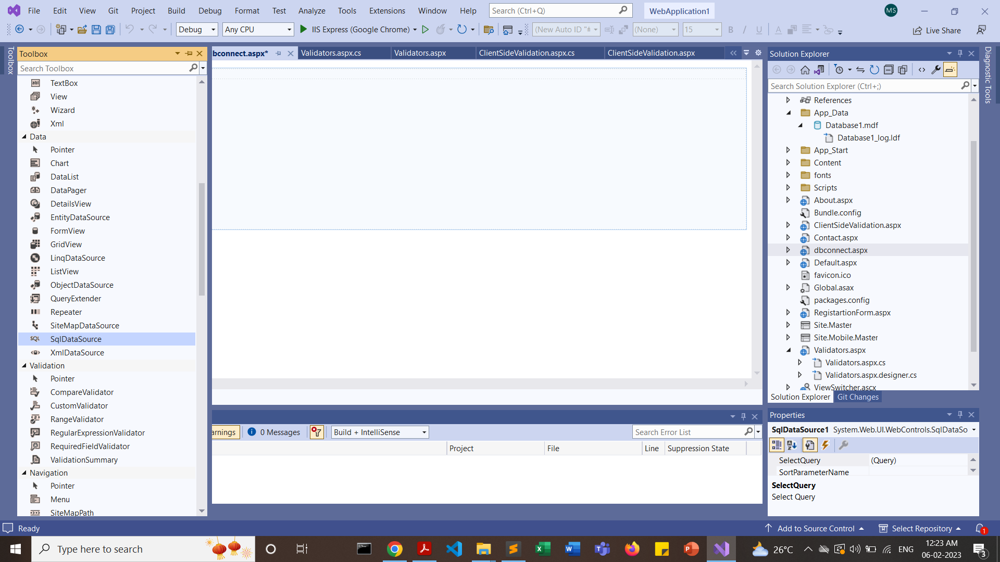 File Edit View Git Project Build Debug Format Test Analyze Tools Extensions Window Help Search (Ctrl+Q) WebApplication1 MS
Debug Any CPU IIS Express (Google Chrome) (New Auto ID "# (None) 15 B I U A Live Share
Toolbox
Toolbox
Search Toolbox
TextBox
View
Wizard
Xml
Data
Pointer
Chart
DataList
DataPager
DetailsView
EntityDataSource
FormView
GridView
LinqDataSource
ListView
ObjectDataSource
QueryExtender
Repeater
SiteMapDataSource
SQL SqlDataSource
XmlDataSource
Validation
Pointer
CompareValidator
CustomValidator
RangeValidator
RegularExpressionValidator
RequiredFieldValidator
ValidationSummary
Navigation
Pointer
Menu
SiteMapPath
bconnect.aspx* Validators.aspx.cs Validators.aspx ClientSideValidation.aspx.cs ClientSideValidation.aspx
arnings 0 Messages Build + IntelliSense Search Error List
Project File Line Suppression State
Solution Explorer
Search Solution Explorer (Ctrl+;)
References
App_Data
Database1.mdf
Database1_log.ldf
App_Start
Content
fonts
Scripts
About.aspx
Bundle.config
ClientSideValidation.aspx
Contact.aspx
dbconnect.aspx
Default.aspx
favicon.ico
Global.asax
packages.config
RegistartionForm.aspx
Site.Master
Site.Mobile.Master
Validators.aspx
Validators.aspx.cs
Validators.aspx.designer.cs
ViewSwitcher.ascx
Solution Explorer Git Changes
Properties
SqlDataSource1 System.Web.UI.WebControls.SqlDataSo
SelectQuery (Query)
SortParameterName
SelectQuery
Select Query
Diagnostic Tools
Ready Add to Source Control Select Repository 1
Type here to search 26°C ENG 12:23 AM
06-02-2023 3